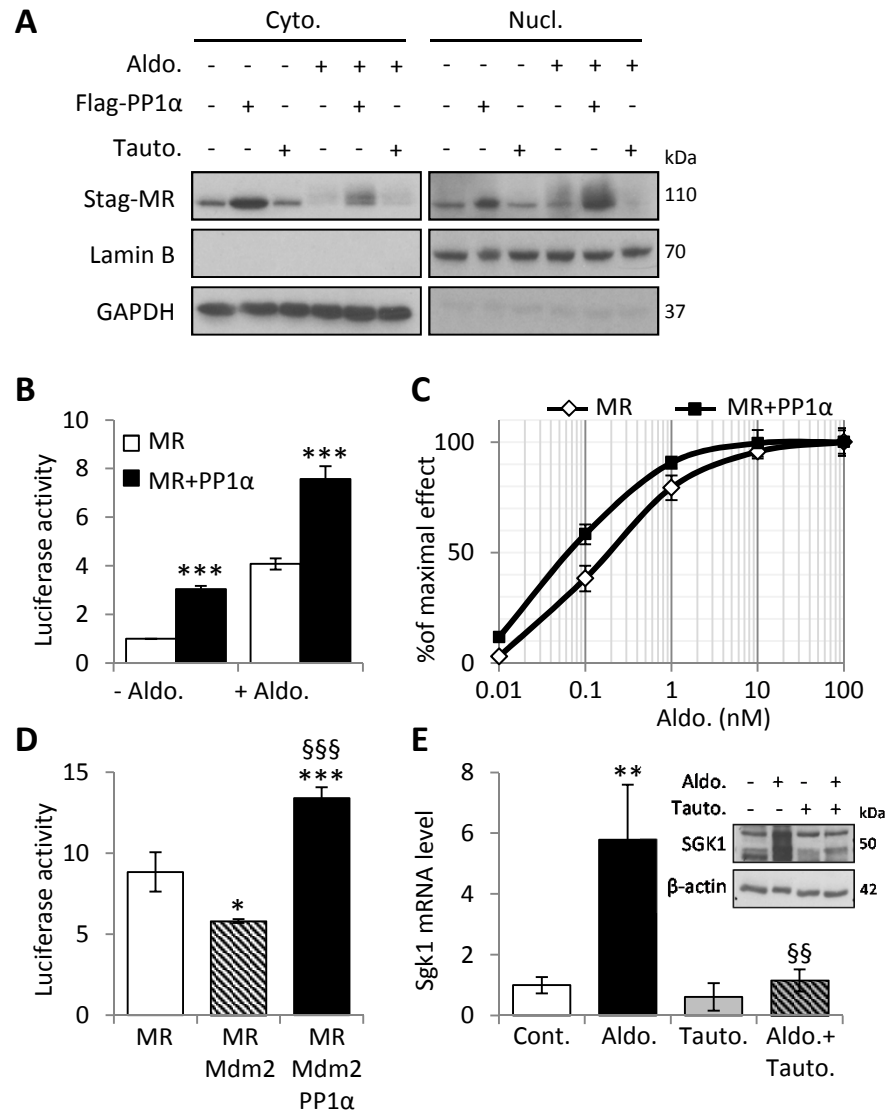 A
Cyto. Nucl.
Aldo. - - - + + + - - - + + +
Flag-PP1α - + - - + - - + - - + -
Tauto. - - + - - + - - + - - +
kDa
Stag-MR 110
Lamin B 70
GAPDH 37
B
10
8
6
4
2
0
Luciferase activity
MR
MR+PP1α
***
***
- Aldo. + Aldo.
C
MR MR+PP1α
100
50
0
%of maximal effect
0.01 0.1 1 10 100
Aldo. (nM)
D
15
10
5
0
Luciferase activity
*
§§§
***
MR MR MR
Mdm2 Mdm2
PP1α
E
8
6
4
2
0
Sgk1 mRNA level
**
§§
Cont. Aldo. Tauto. Aldo.+
Tauto.
Aldo. - + - +
Tauto. - - + +
kDa
SGK1 50
β-actin 42